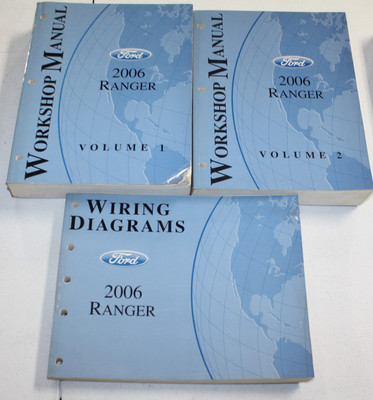 WORKSHOP MANUAL
Ford
2006
RANGER
VOLUME 1
WORKSHOP MANUAL
Ford
2006
RANGER
VOLUME 2
WIRING
DIAGRAMS
Ford
2006
RANGER